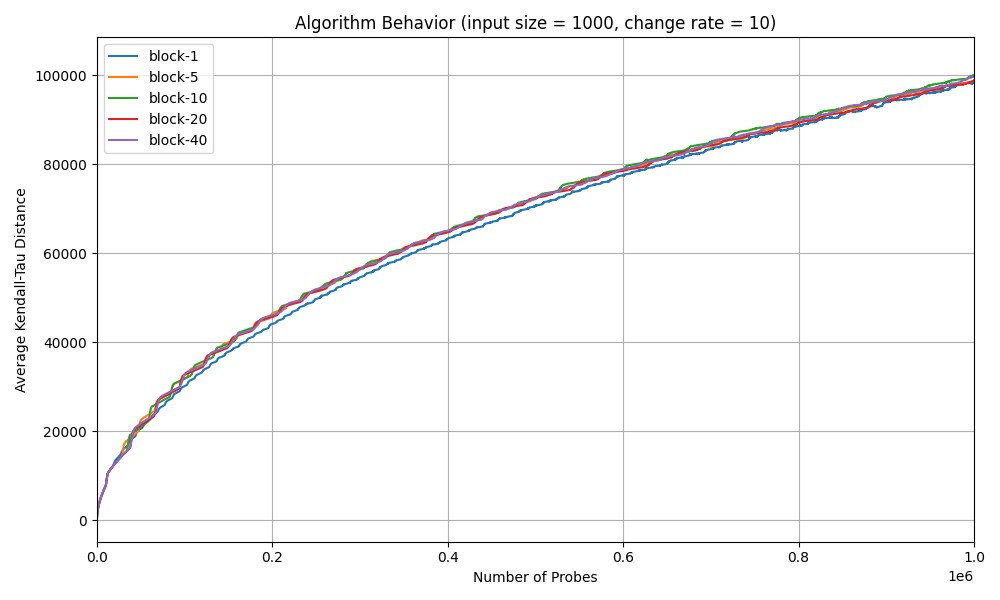 Algorithm Behavior (input size = 1000, change rate = 10)
block-1
block-5
block-10
block-20
block-40
Average Kendall-Tau Distance
100000
80000
60000
40000
20000
0
0.0 0.2 0.4 0.6 0.8 1.0
1e6
Number of Probes